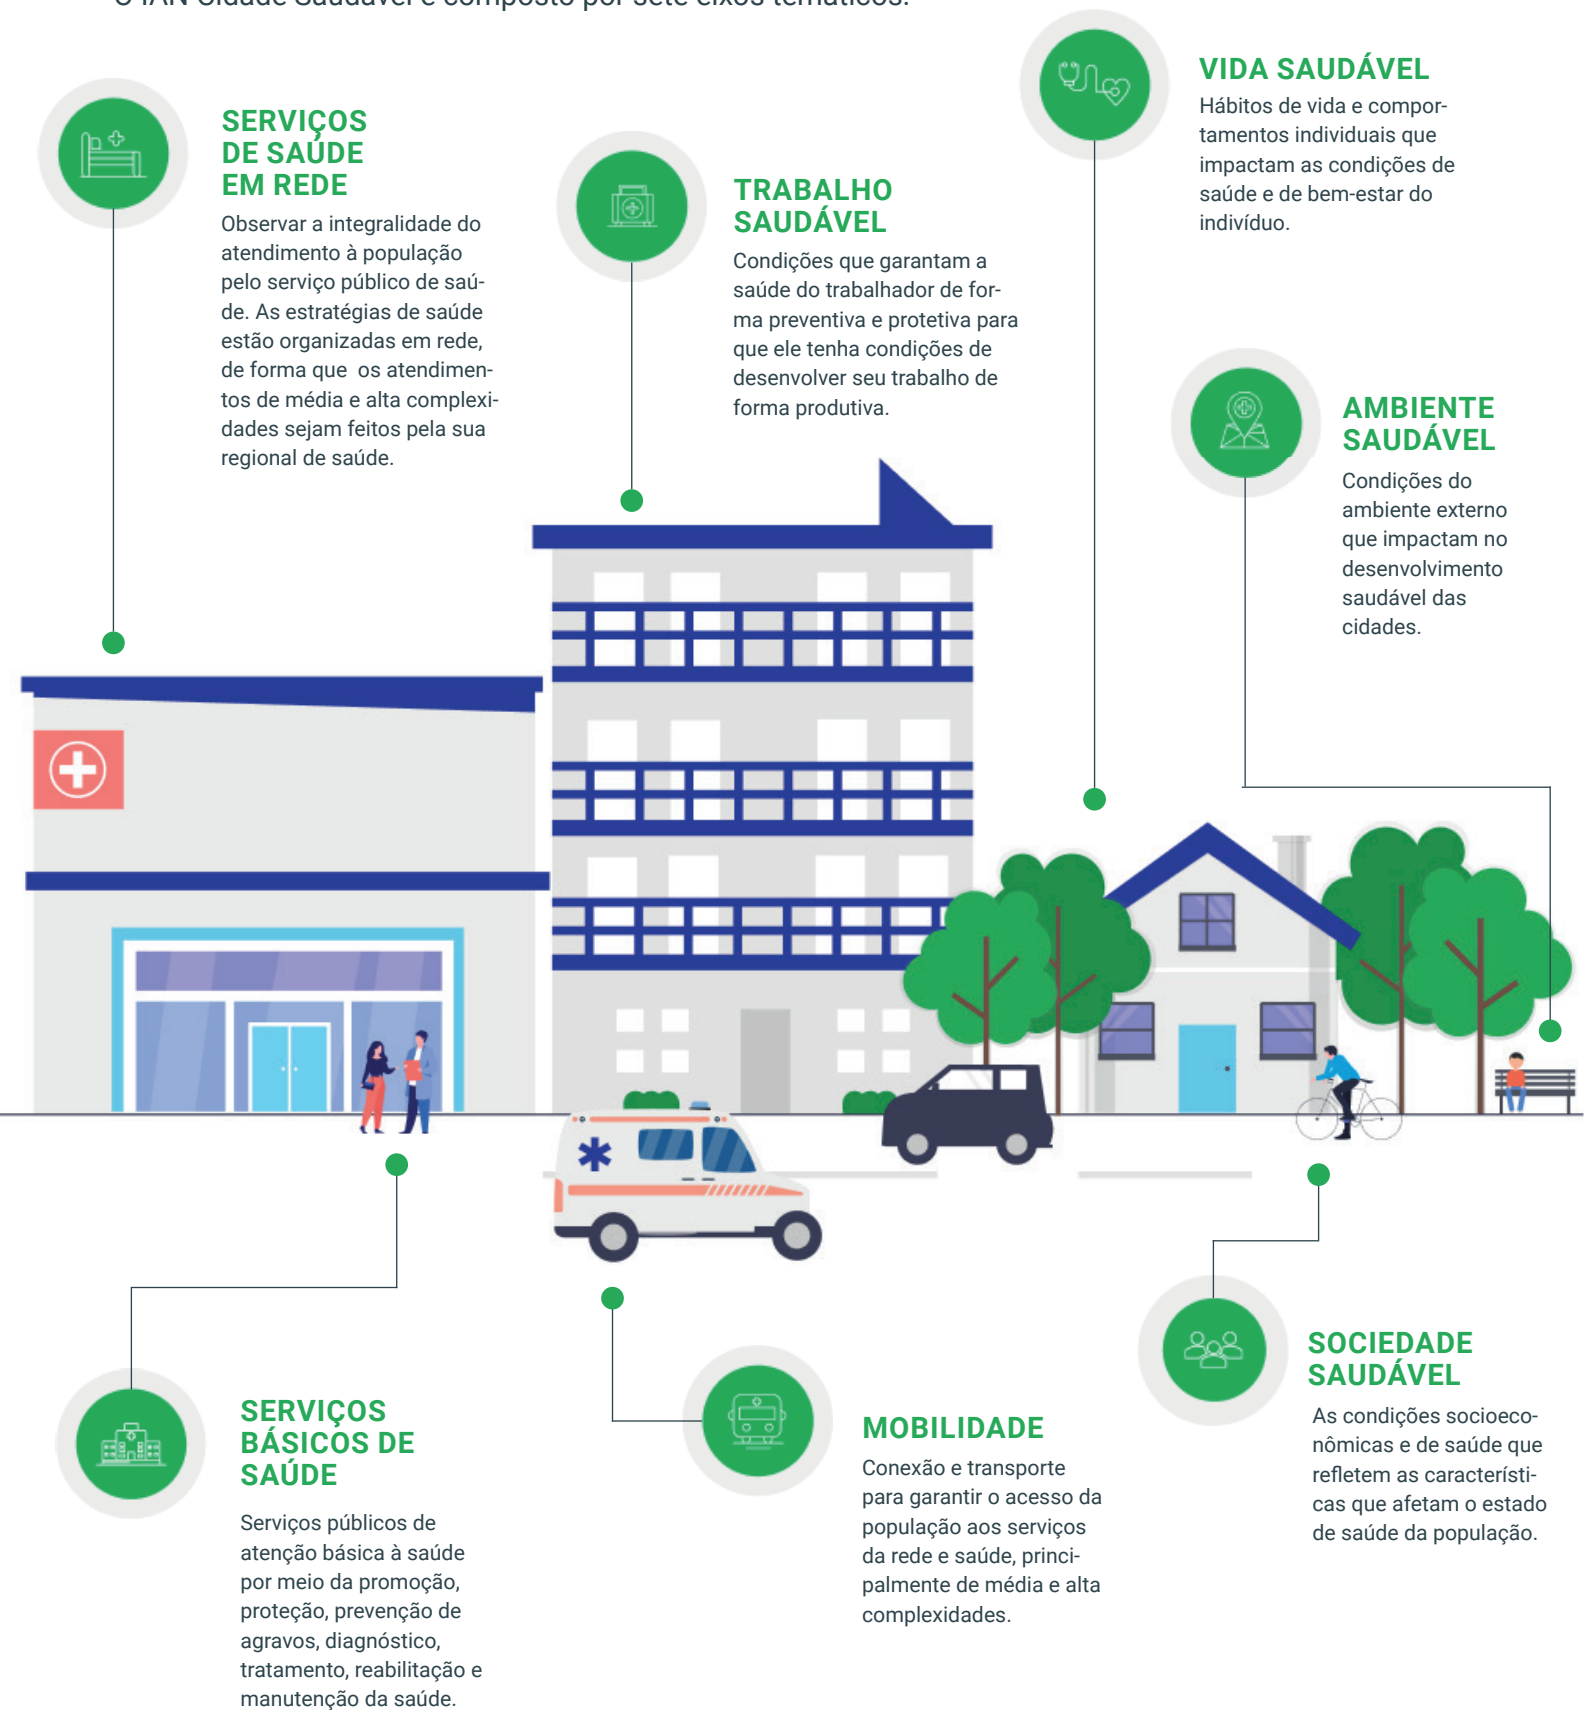 O IAN Cidade Saudável é composto por sete eixos temáticos:
VIDA SAUDÁVEL
Hábitos de vida e compor-
tamentos individuais que
impactam as condições de
saúde e de bem-estar do
indivíduo.
SERVIÇOS
DE SAÚDE
EM REDE
Observar a integralidade do
atendimento à população
pelo serviço público de saú-
de. As estratégias de saúde
estão organizadas em rede,
de forma que os atendimen-
tos de média e alta complexi-
dades sejam feitos pela sua
regional de saúde.
TRABALHO
SAUDÁVEL
Condições que garantam a
saúde do trabalhador de for-
ma preventiva e protetiva para
que ele tenha condições de
desenvolver seu trabalho de
forma produtiva.
AMBIENTE
SAUDÁVEL
Condições do
ambiente externo
que impactam no
desenvolvimento
saudável das
cidades.
SERVIÇOS
BÁSICOS DE
SAÚDE
Serviços públicos de
atenção básica à saúde
por meio da promoção,
proteção, prevenção de
agravos, diagnóstico,
tratamento, reabilitação e
manutenção da saúde.
MOBILIDADE
Conexão e transporte
para garantir o acesso da
população aos serviços
da rede e saúde, princi-
palmente de média e alta
complexidades.
SOCIEDADE
SAUDÁVEL
As condições socioeco-
nômicas e de saúde que
refletem as característi-
cas que afetam o estado
de saúde da população.